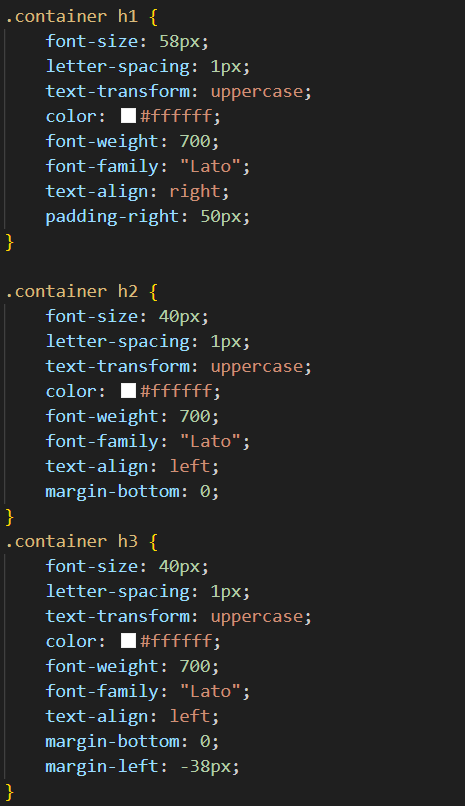 .container h1 {
    font-size: 58px;
    letter-spacing: 1px;
    text-transform: uppercase;
    color: #ffffff;
    font-weight: 700;
    font-family: "Lato";
    text-align: right;
    padding-right: 50px;
}

.container h2 {
    font-size: 40px;
    letter-spacing: 1px;
    text-transform: uppercase;
    color: #ffffff;
    font-weight: 700;
    font-family: "Lato";
    text-align: left;
    margin-bottom: 0;
}
.container h3 {
    font-size: 40px;
    letter-spacing: 1px;
    text-transform: uppercase;
    color: #ffffff;
    font-weight: 700;
    font-family: "Lato";
    text-align: left;
    margin-bottom: 0;
    margin-left: -38px;
}